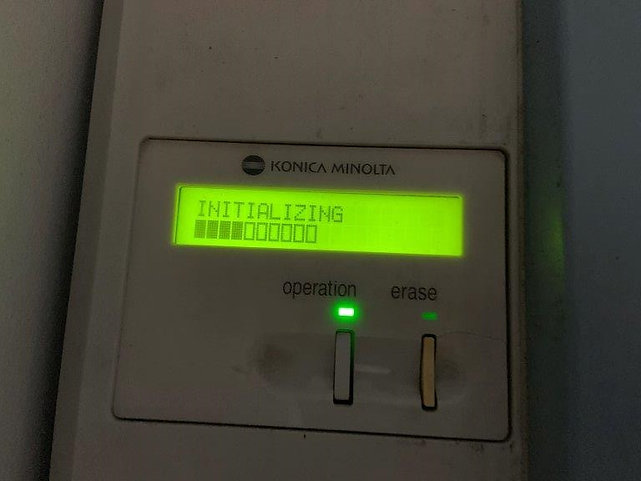 KONICA MINOLTA
INITIALIZING
operation erase